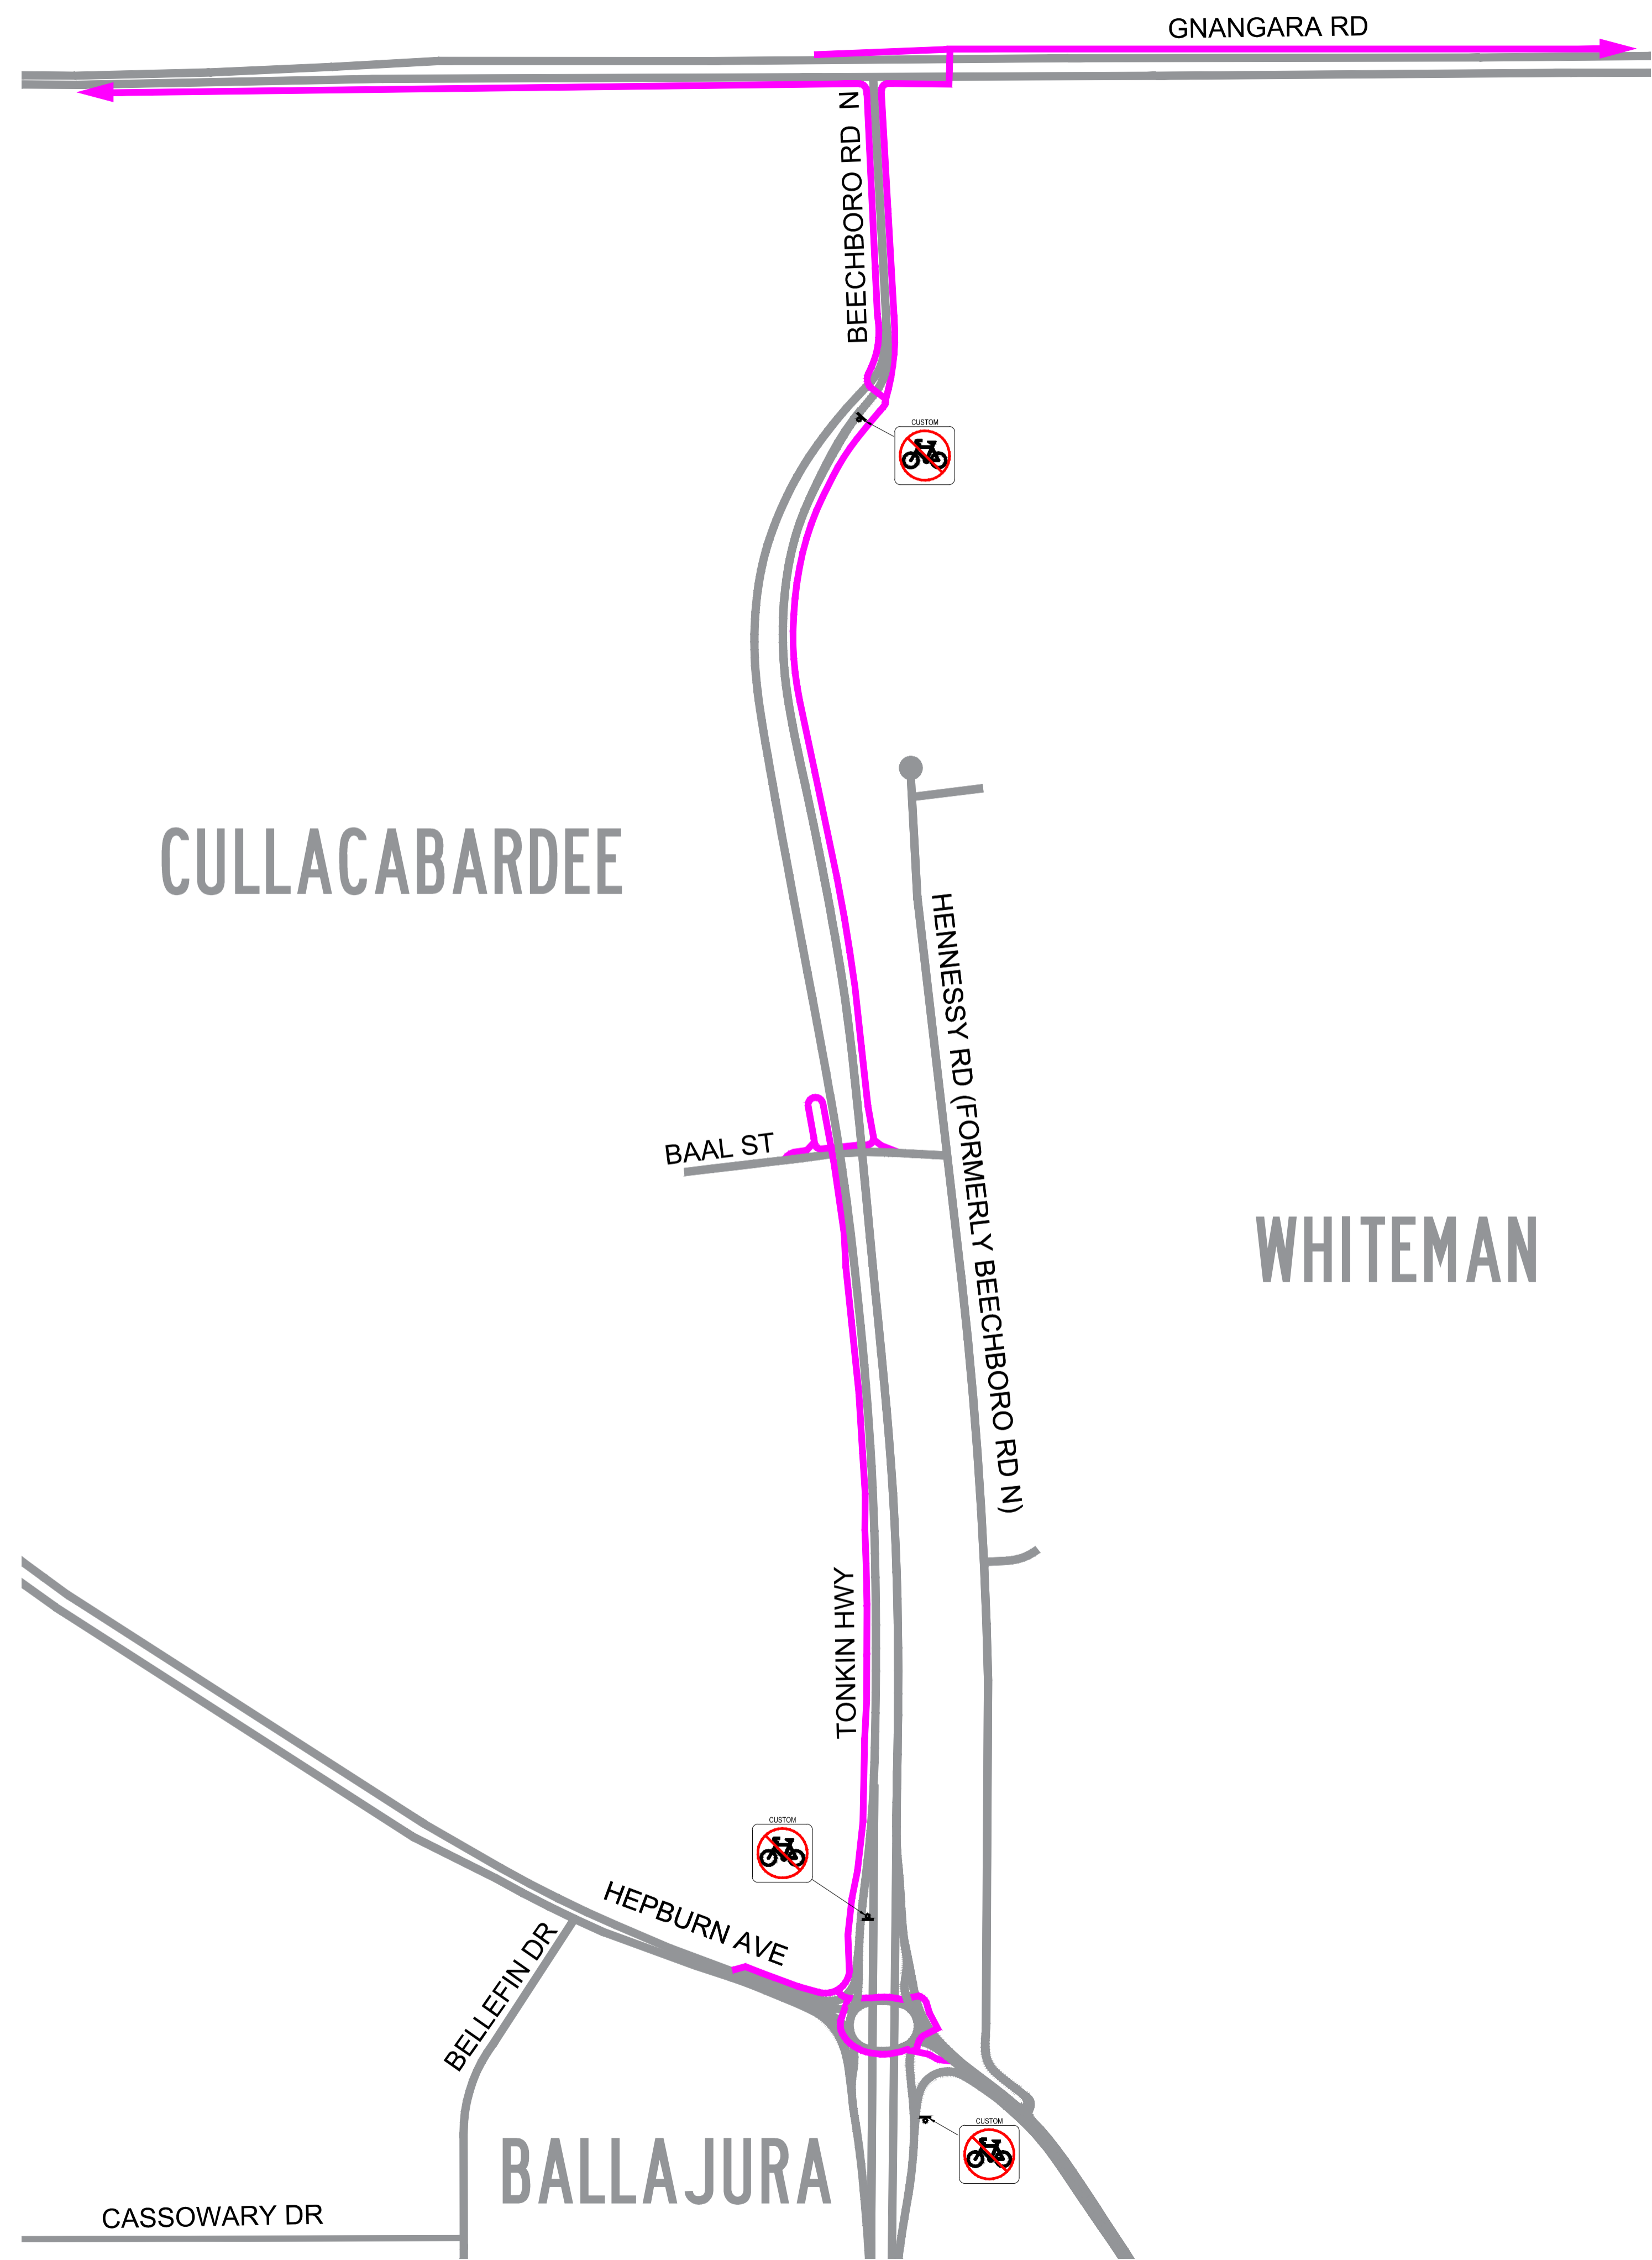 GNANGARA RD
BEECHBORO RD N
CUSTOM
CULLACABARDEE
HENNESSY RD (FORMERLY BEECHBORO RD N)
BAAL ST
WHITEMAN
TONKIN HWY
CUSTOM
HEPBURN AVE
BELLEFIN DR
CUSTOM
BALLAJURA
CASSOWARY DR